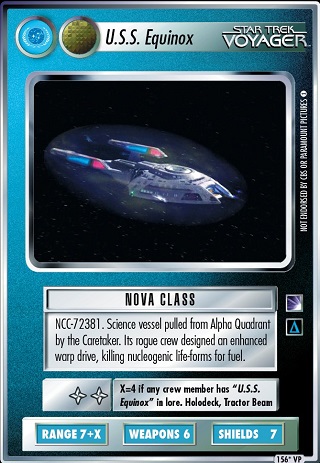 U.S.S. Equinox
STAR TREK
VOYAGER
NOT ENDORSED BY CBS OR PARAMOUNT PICTURES
NOVA CLASS
NCC-72381. Science vessel pulled from Alpha Quadrant
by the Caretaker. Its rogue crew designed an enhanced
warp drive, killing nucleogenic life-forms for fuel.
Δ
X=4 if any crew member has "U.S.S.
Equinox" in lore. Holodeck, Tractor Beam
RANGE 7+X WEAPONS 6 SHIELDS 7
156* VP